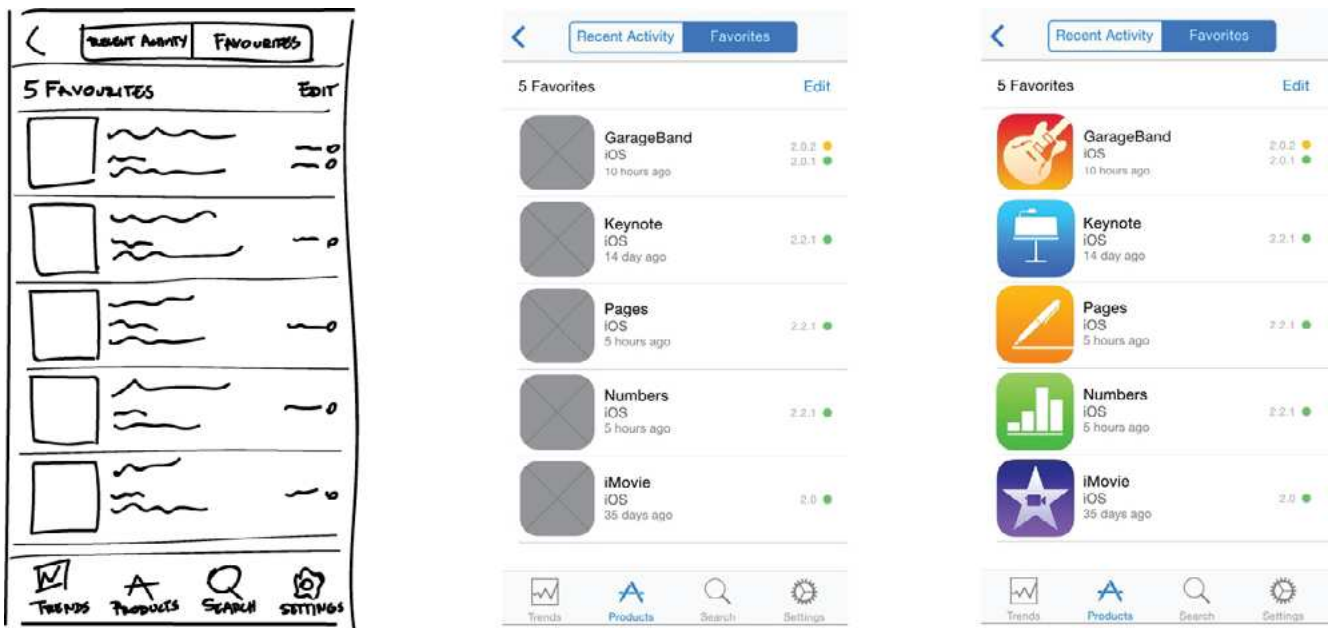 RECENT ACTIVITY FAVOURITES
5 FAVOURITES EDIT
TRENDS PRODUCTS SEARCH SETTINGS
Recent Activity Favorites
5 Favorites Edit
GarageBand
iOS 2.0.2
10 hours ago 2.0.1
Keynote
iOS 2.2.1
14 day ago
Pages
iOS 2.2.1
5 hours ago
Numbers
iOS 2.2.1
5 hours ago
iMovie
iOS 2.0
35 days ago
Trends Products Search Settings
Recent Activity Favorites
5 Favorites Edit
GarageBand
iOS 2.0.2
10 hours ago 2.0.1
Keynote
iOS 2.2.1
14 day ago
Pages
iOS 2.2.1
5 hours ago
Numbers
iOS 2.2.1
5 hours ago
iMovie
iOS 2.0
35 days ago
Trends Products Search Settings